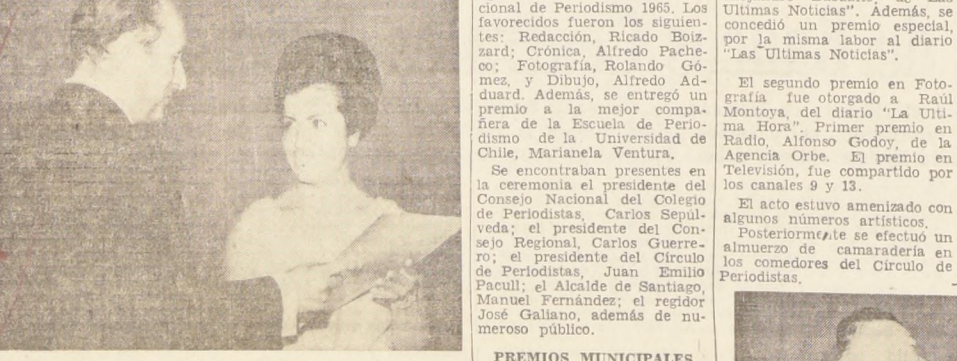 cional de Periodismo 1965. Los
favorecidos fueron los siguien-
tes: Redacción, Ricado Boiz-
zard; Crónica, Alfredo Pache-
co; Fotografía, Rolando Gó-
mez, y Dibujo, Alfredo Ad-
duard. Además, se entregó un
premio a la mejor compa-
ñera de la Escuela de Perio-
dismo de la Universidad de
Chile, Marianela Ventura.
Se encontraban presentes en
la ceremonia el presidente del
Consejo Nacional del Colegio
de Periodistas, Carlos Sepúl-
veda; el presidente del Con-
sejo Regional, Carlos Guerre-
ro; el presidente del Círculo
de Periodistas, Juan Emilio
Pacull; el Alcalde de Santiago,
Manuel Fernández; el regidor
José Galiano, además de nu-
meroso público.
PREMIOS MUNICIPALES
Ultimas Noticias". Además, se
concedió un premio especial,
por la misma labor al diario
"Las Ultimas Noticias".
El segundo premio en Foto-
grafía fue otorgado a Raúl
Montoya, del diario "La Ulti-
ma Hora". Primer premio en
Radio, Alfonso Godoy, de la
Agencia Orbe. El premio en
Televisión, fue compartido por
los canales 9 y 13.
El acto estuvo amenizado con
algunos números artísticos.
Posteriormente se efectuó un
almuerzo de camaradería en
los comedores del Círculo de
Periodistas.